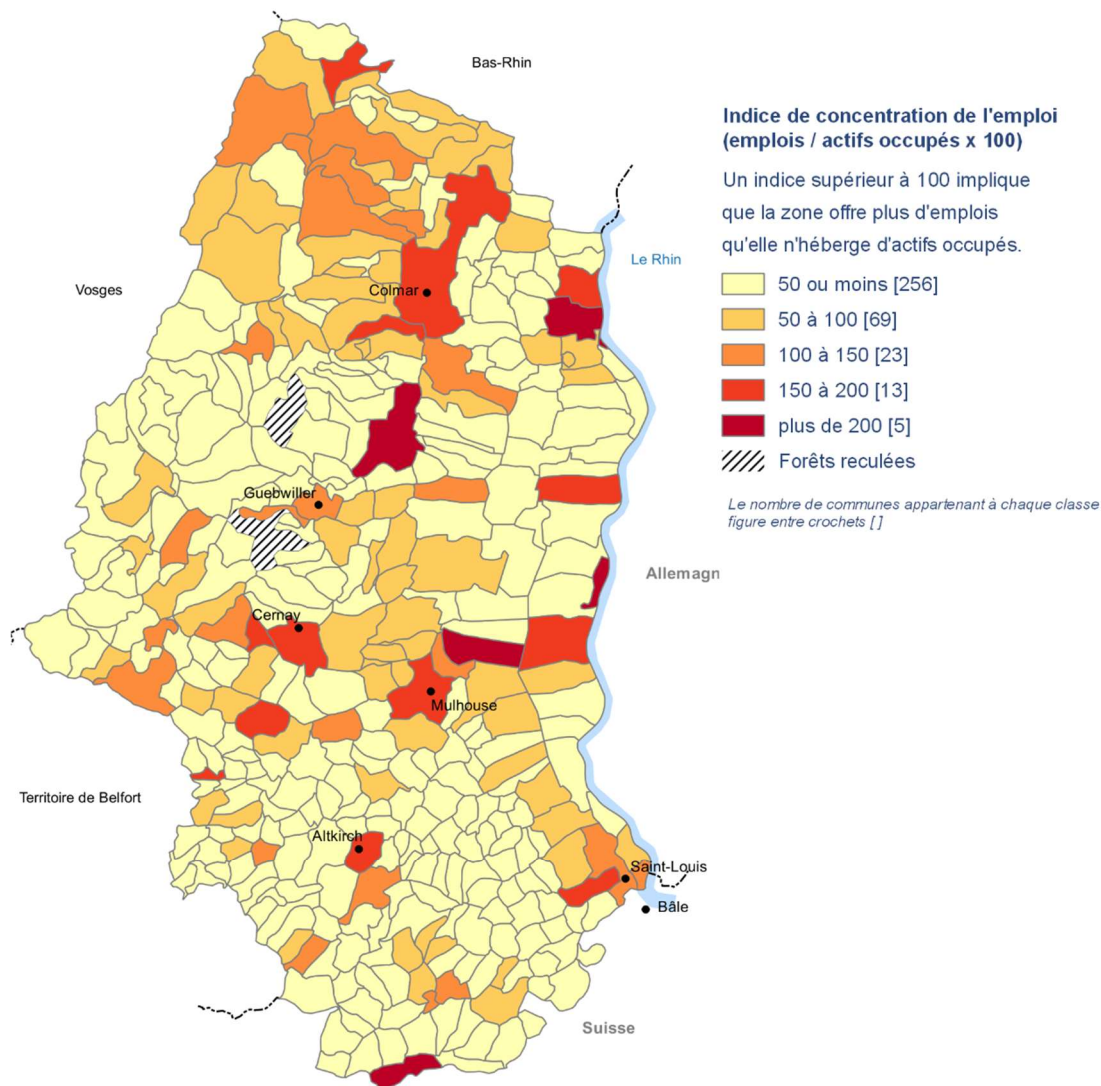 Bas-Rhin
Indice de concentration de l'emploi
(emplois / actifs occupés x 100)
Un indice supérieur à 100 implique
que la zone offre plus d'emplois
qu'elle n'héberge d'actifs occupés.
50 ou moins [256]
50 à 100 [69]
100 à 150 [23]
150 à 200 [13]
plus de 200 [5]
Forêts reculées
Le nombre de communes appartenant à chaque classe
figure entre crochets [ ]
Le Rhin
Vosges
Colmar
Guebwiller
Allemagn
Cernay
Mulhouse
Territoire de Belfort
Altkirch
Saint-Louis
Bâle
Suisse